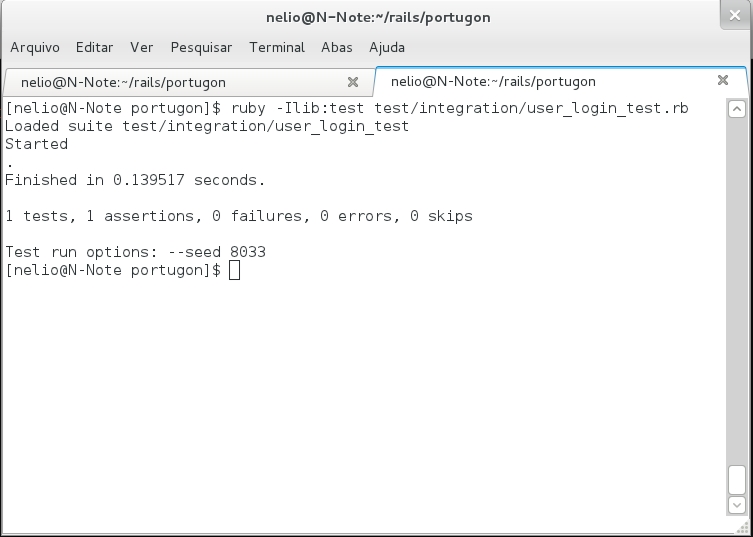 nelio@N-Note:~/rails/portugon
Arquivo Editar Ver Pesquisar Terminal Abas Ajuda
nelio@N-Note:~/rails/portugon nelio@N-Note:~/rails/portugon
[nelio@N-Note portugon]$ ruby -Ilib:test test/integration/user_login_test.rb
Loaded suite test/integration/user_login_test
Started
.
Finished in 0.139517 seconds.
1 tests, 1 assertions, 0 failures, 0 errors, 0 skips
Test run options: --seed 8033
[nelio@N-Note portugon]$